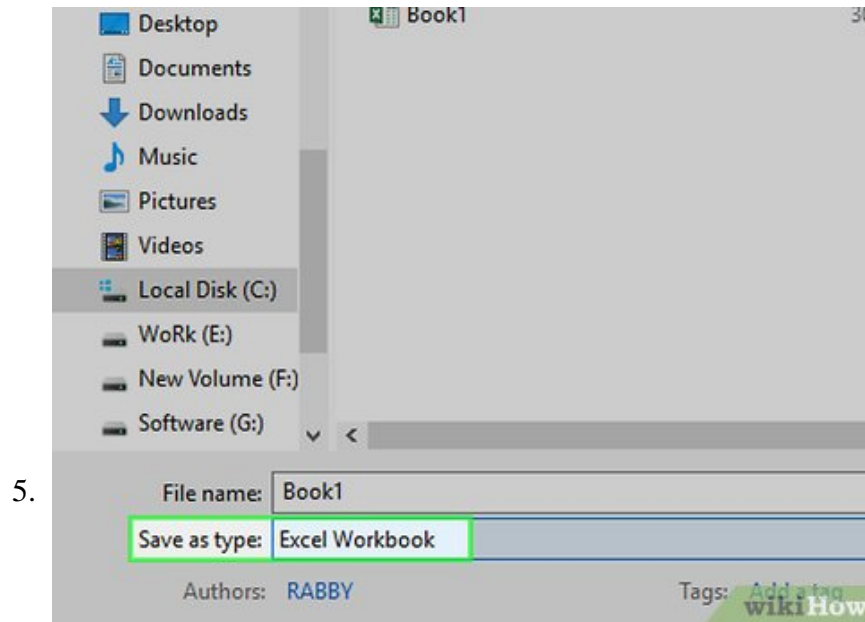 Desktop
Book1
30
Documents
Downloads
Music
Pictures
Videos
Local Disk (C:)
WoRk (E:)
New Volume (F:)
Software (G:)
5.
File name: Book1
Save as type: Excel Workbook
Authors: RABBY Tags: Add a tag
wikiHow